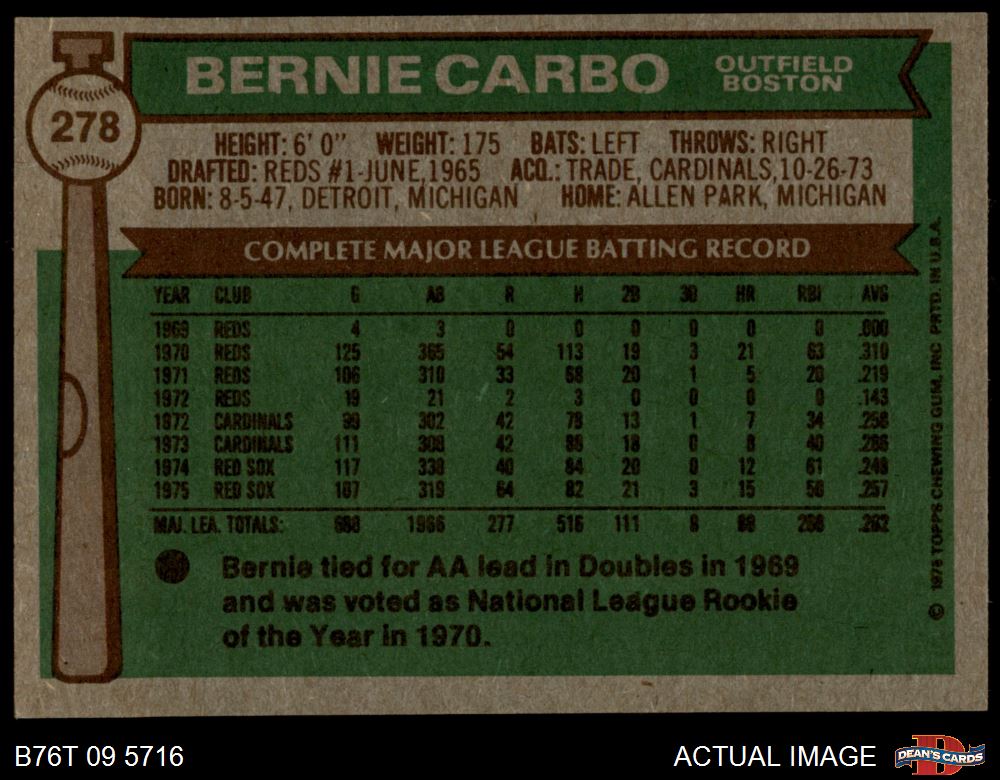 278
BERNIE CARBO
OUTFIELD
BOSTON
HEIGHT: 6' 0" WEIGHT: 175 BATS: LEFT THROWS: RIGHT
DRAFTED: REDS #1-JUNE, 1965 ACQ.: TRADE, CARDINALS, 10-26-73
BORN: 8-5-47, DETROIT, MICHIGAN HOME: ALLEN PARK, MICHIGAN
COMPLETE MAJOR LEAGUE BATTING RECORD
YEAR CLUB G AB R H 2B 3B HR RBI AVG
1969 REDS 4 3 0 0 0 0 0 0 .000
1970 REDS 125 365 54 113 19 3 21 63 .310
1971 REDS 106 310 33 68 20 1 5 20 .219
1972 REDS 19 21 2 3 0 0 0 0 .143
1972 CARDINALS 99 302 42 78 13 1 7 34 .258
1973 CARDINALS 111 308 42 88 18 0 8 40 .286
1974 RED SOX 117 338 40 84 20 0 12 61 .249
1975 RED SOX 107 319 64 82 21 3 15 50 .257
MAJ. LEA. TOTALS: 688 1966 277 516 111 8 68 268 .262
Bernie tied for AA lead in Doubles in 1969
and was voted as National League Rookie
of the Year in 1970.
© 1976 TOPPS CHEWING GUM, INC PRTD. IN U.S.A.
B76T 09 5716
ACTUAL IMAGE
DEAN'S CARDS